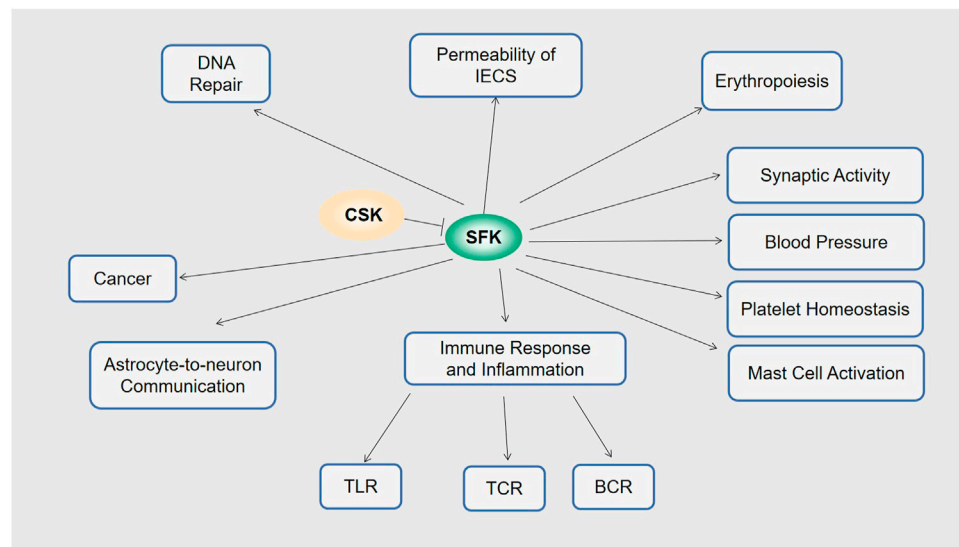 DNA
Repair
Permeability of
IECS
Erythropoiesis
Synaptic Activity
CSK
SFK
Blood Pressure
Cancer
Platelet Homeostasis
Astrocyte-to-neuron
Communication
Immune Response
and Inflammation
Mast Cell Activation
TLR
TCR
BCR